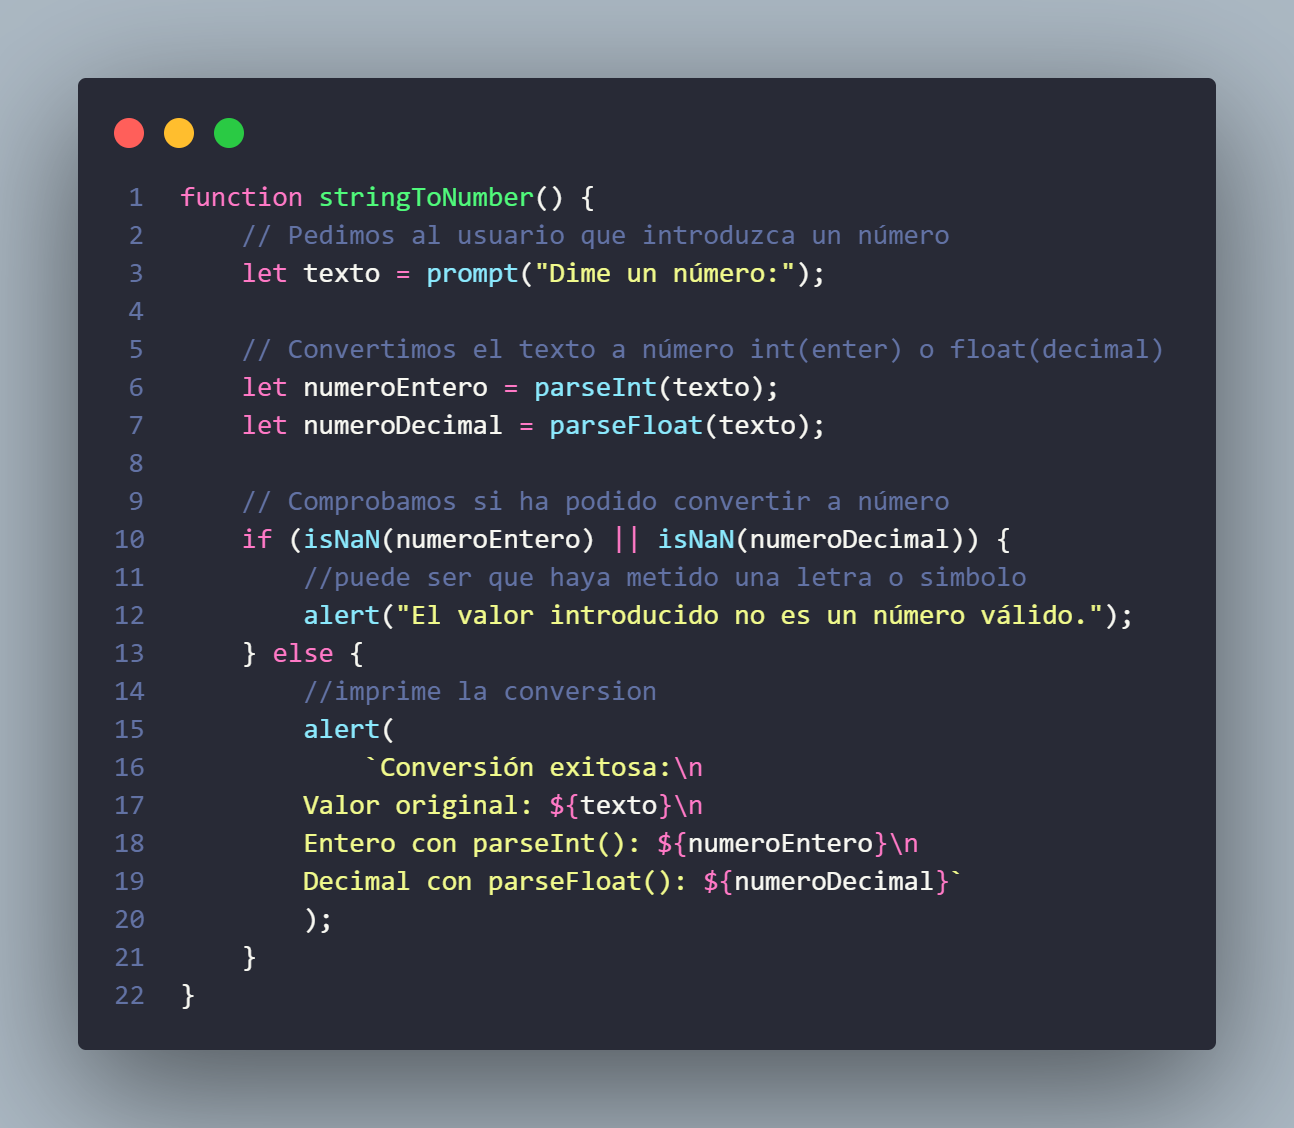 1 function stringToNumber() {
2     // Pedimos al usuario que introduzca un número
3     let texto = prompt("Dime un número:");
4
5     // Convertimos el texto a número int(enter) o float(decimal)
6     let numeroEntero = parseInt(texto);
7     let numeroDecimal = parseFloat(texto);
8
9     // Comprobamos si ha podido convertir a número
10     if (isNaN(numeroEntero) || isNaN(numeroDecimal)) {
11         //puede ser que haya metido una letra o simbolo
12         alert("El valor introducido no es un número válido.");
13     } else {
14         //imprime la conversion
15         alert(
16             `Conversión exitosa:\n
17         Valor original: ${texto}\n
18         Entero con parseInt(): ${numeroEntero}\n
19         Decimal con parseFloat(): ${numeroDecimal}`
20         );
21     }
22 }